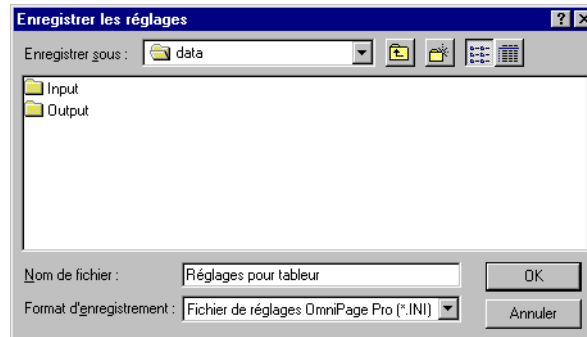 Enregistrer les réglages
Enregistrer sous : data
Input
Output
Nom de fichier : Réglages pour tableur OK
Format d'enregistrement : Fichier de réglages OmniPage Pro (*.INI) Annuler